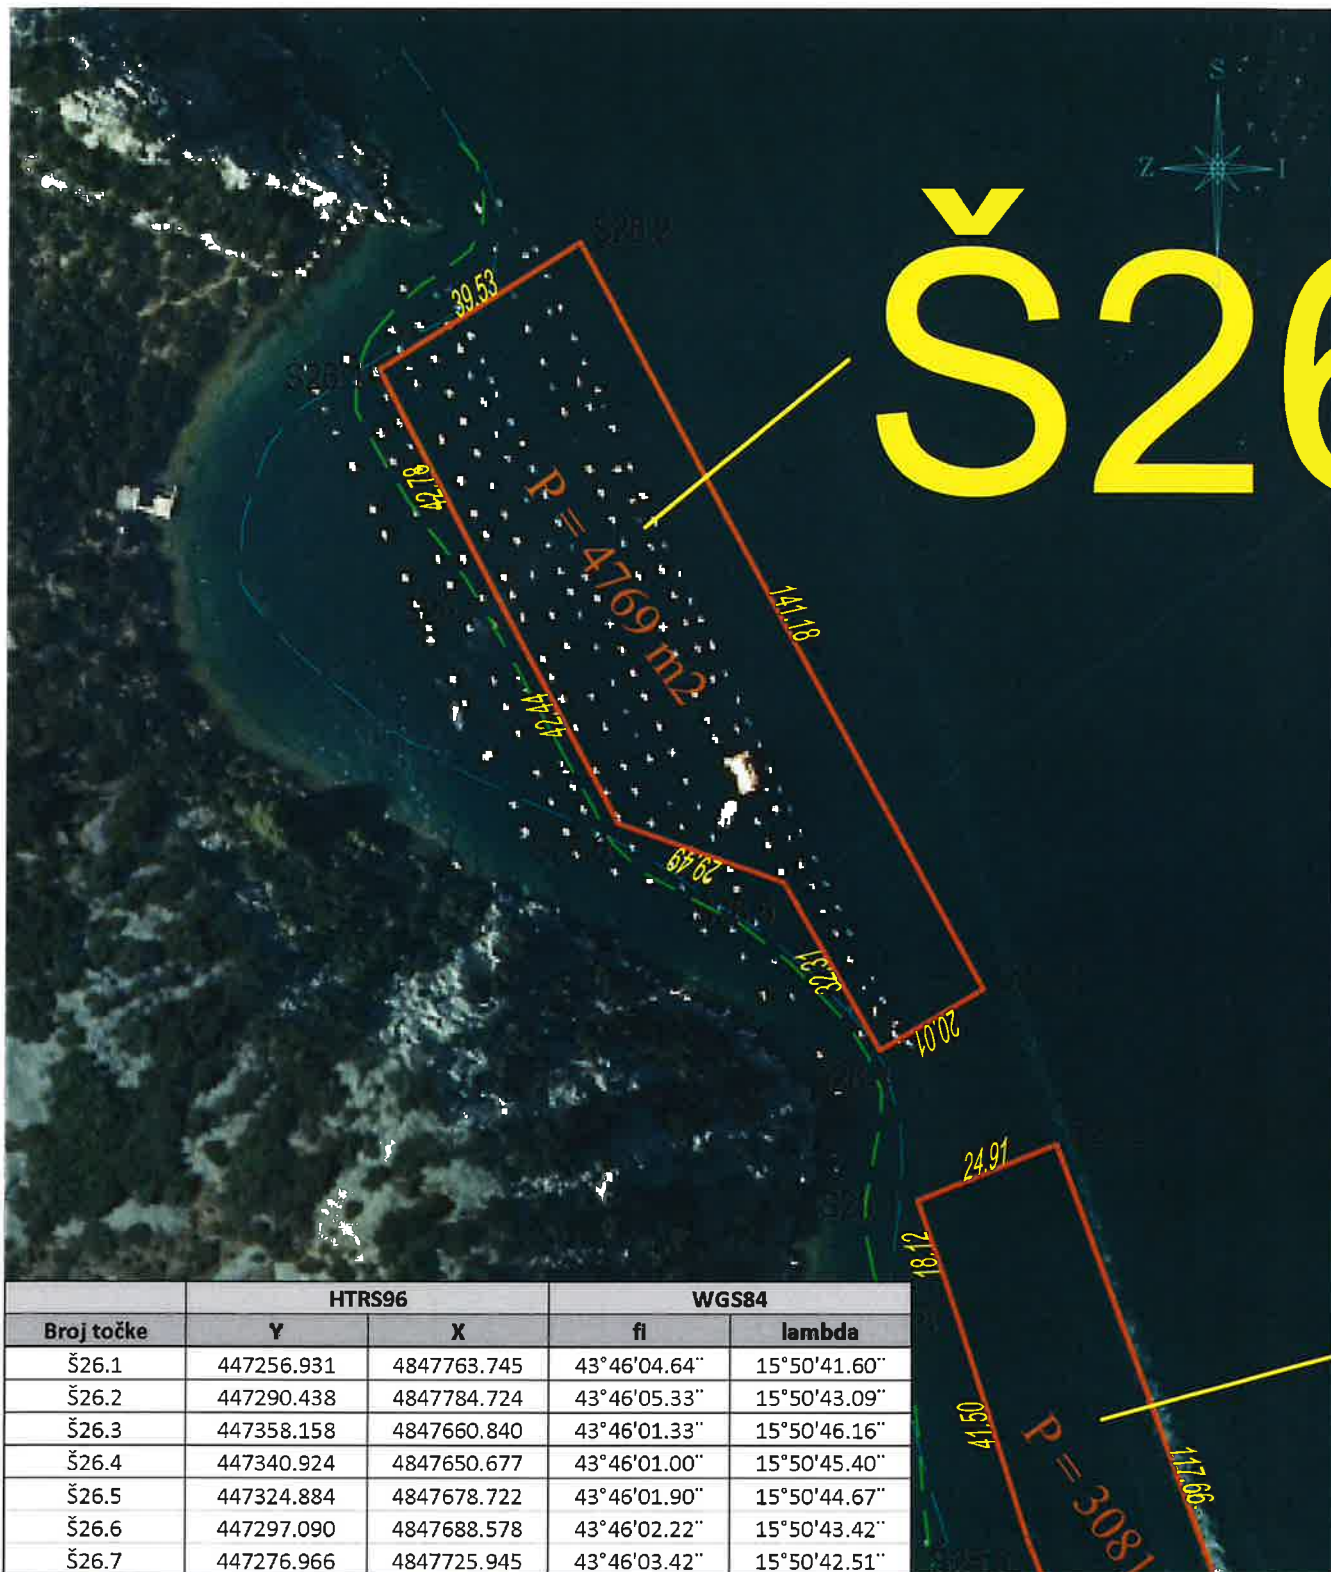 S
Z I
Š26
39.53
42.78
P = 4769 m2
141.18
42.44
29.49
32.31
20.01
24.91
18.12
41.50
P = 3081
117.66
HTRS96 WGS84
Broj točke Y X fi lambda
Š26.1 447256.931 4847763.745 43°46'04.64¨ 15°50'41.60¨
Š26.2 447290.438 4847784.724 43°46'05.33¨ 15°50'43.09¨
Š26.3 447358.158 4847660.840 43°46'01.33¨ 15°50'46.16¨
Š26.4 447340.924 4847650.677 43°46'01.00¨ 15°50'45.40¨
Š26.5 447324.884 4847678.722 43°46'01.90¨ 15°50'44.67¨
Š26.6 447297.090 4847688.578 43°46'02.22¨ 15°50'43.42¨
Š26.7 447276.966 4847725.945 43°46'03.42¨ 15°50'42.51¨